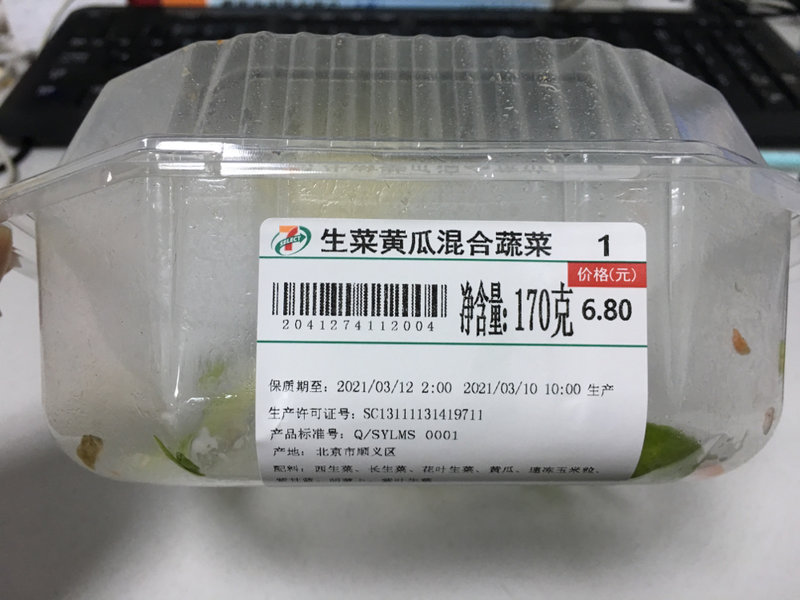 7
SELECT
生菜黄瓜混合蔬菜 1
价格(元)
6.80
净含量: 170克
2041274112004
保质期至: 2021/03/12 2:00 2021/03/10 10:00 生产
生产许可证号: SC13111131419711
产品标准号: Q/SYLMS 0001
产地: 北京市顺义区
配料: 西生菜、长生菜、花叶生菜、黄瓜、速冻玉米粒、